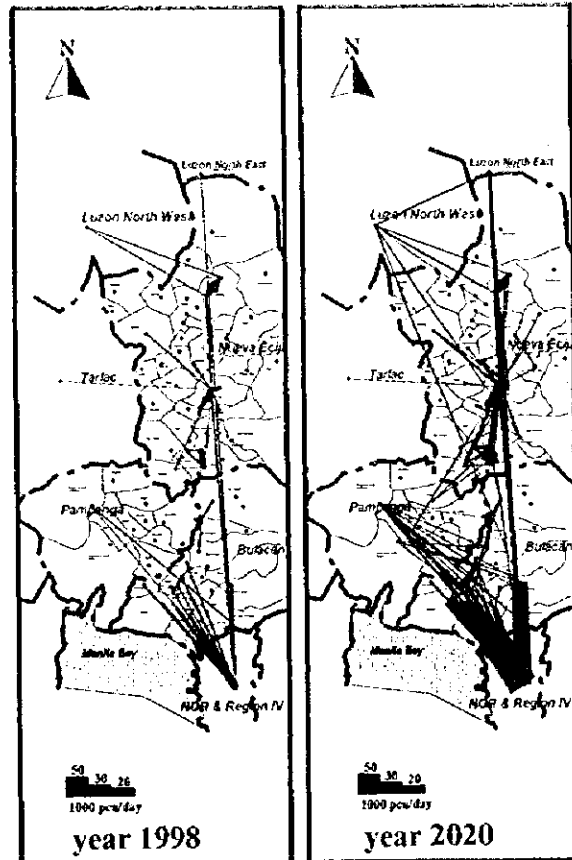 N
Luzon North East
Luzon North West
Nueva Ecija
Tarlac
Pampanga
Bulacan
Manila Bay
NCR & Region IV
50 30 20
1000 pcu/day
year 1998
N
Luzon North East
Luzon North West
Nueva Ecija
Tarlac
Pampanga
Bulacan
Manila Bay
NCR & Region IV
50 30 20
1000 pcu/day
year 2020